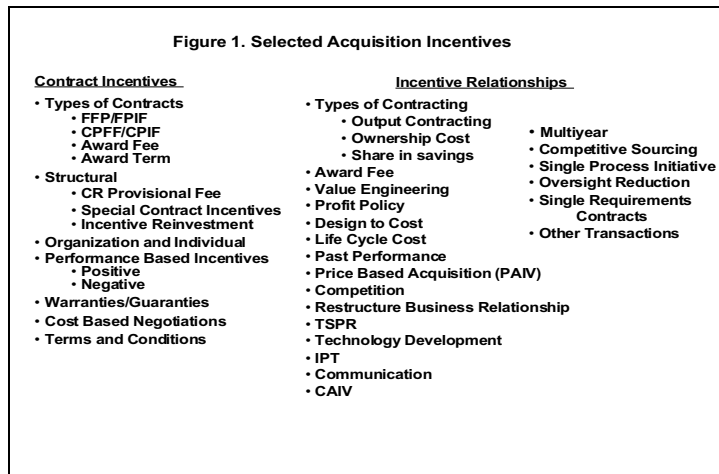 Figure 1. Selected Acquisition Incentives
Contract Incentives
• Types of Contracts
• FFP/FPIF
• CPFF/CPIF
• Award Fee
• Award Term
• Structural
• CR Provisional Fee
• Special Contract Incentives
• Incentive Reinvestment
• Organization and Individual
• Performance Based Incentives
• Positive
• Negative
• Warranties/Guaranties
• Cost Based Negotiations
• Terms and Conditions
Incentive Relationships
• Types of Contracting
• Output Contracting
• Ownership Cost
• Share in savings
• Award Fee
• Value Engineering
• Profit Policy
• Design to Cost
• Life Cycle Cost
• Past Performance
• Price Based Acquisition (PAIV)
• Competition
• Restructure Business Relationship
• TSPR
• Technology Development
• IPT
• Communication
• CAIV
• Multiyear
• Competitive Sourcing
• Single Process Initiative
• Oversight Reduction
• Single Requirements
Contracts
• Other Transactions